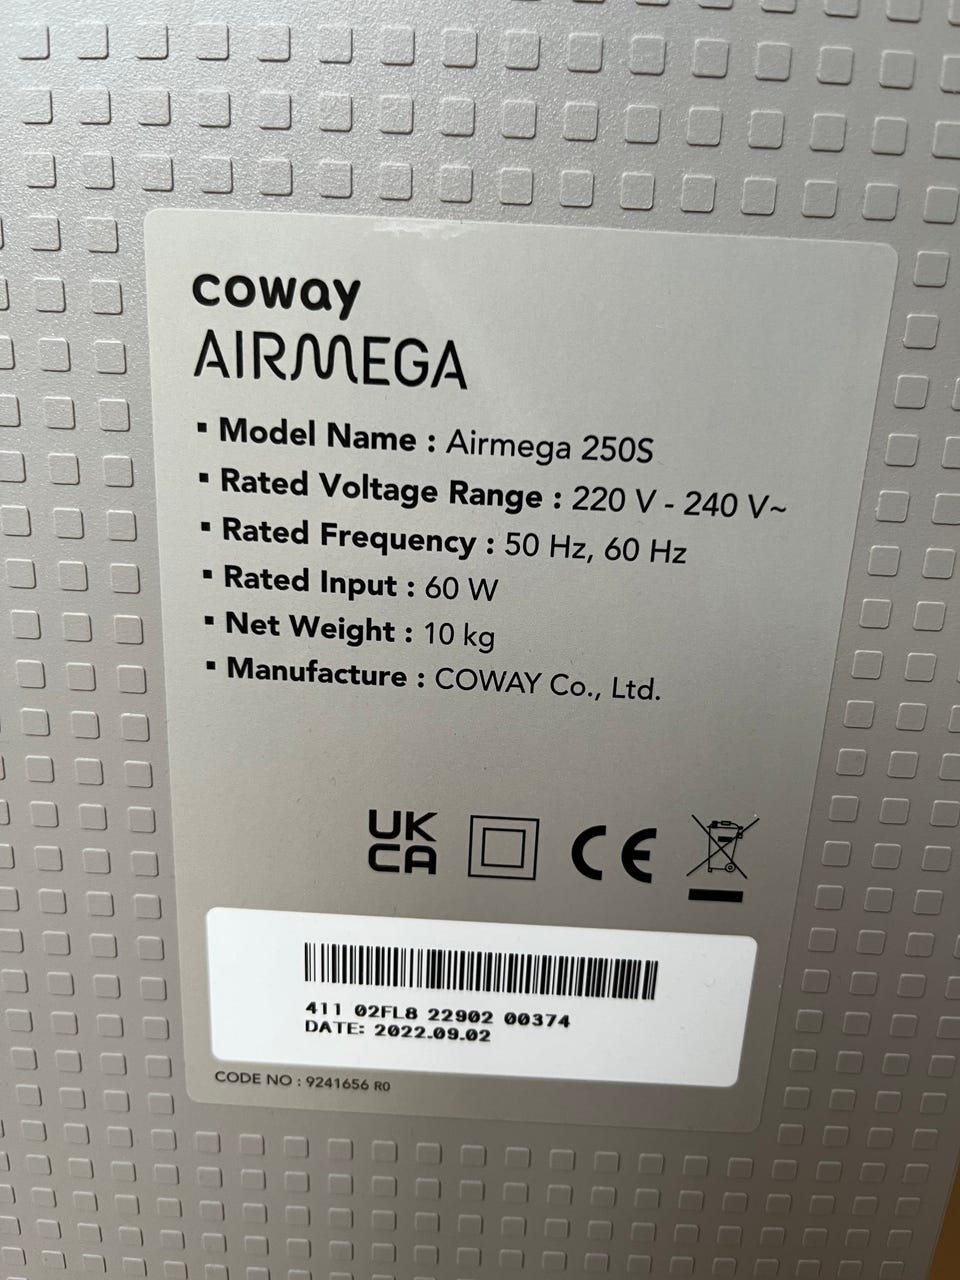 coway
AIRMEGA
▪ Model Name : Airmega 250S
▪ Rated Voltage Range : 220 V - 240 V~
▪ Rated Frequency : 50 Hz, 60 Hz
▪ Rated Input : 60 W
▪ Net Weight : 10 kg
▪ Manufacture : COWAY Co., Ltd.
UK
CA
CE
411 02FL8 22902 00374
DATE: 2022.09.02
CODE NO : 9241656 R0